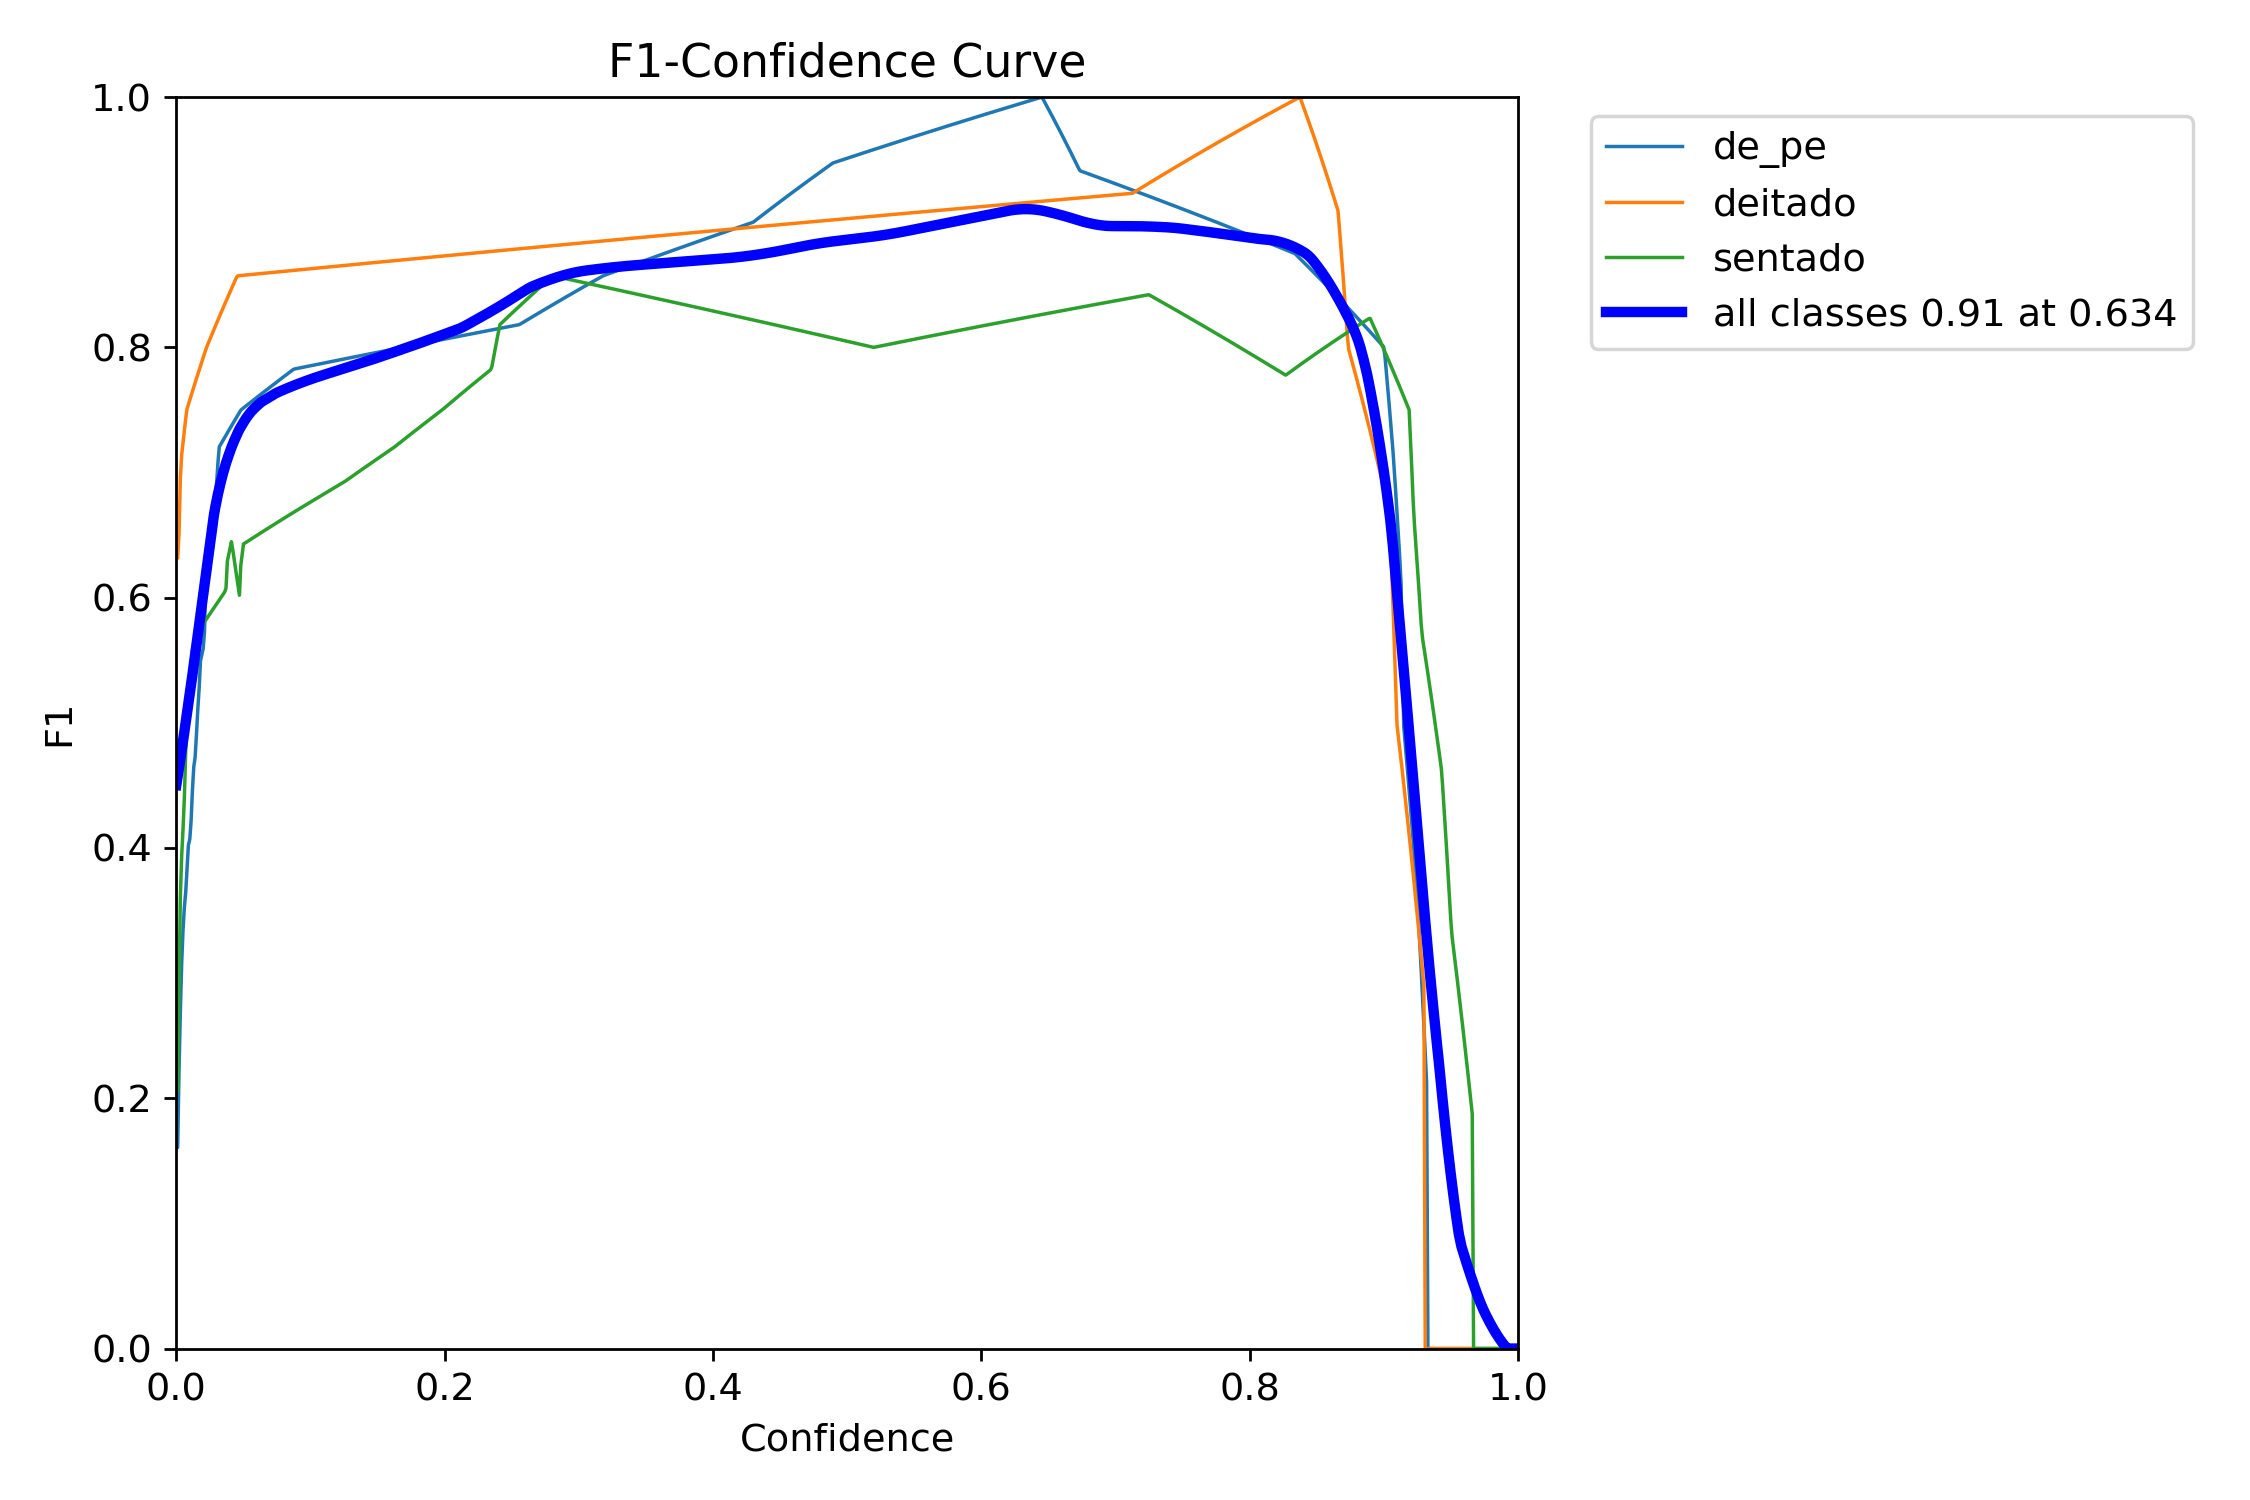 F1-Confidence Curve
1.0
0.8
0.6
0.4
0.2
0.0
F1
0.0 0.2 0.4 0.6 0.8 1.0
Confidence
de_pe
deitado
sentado
all classes 0.91 at 0.634